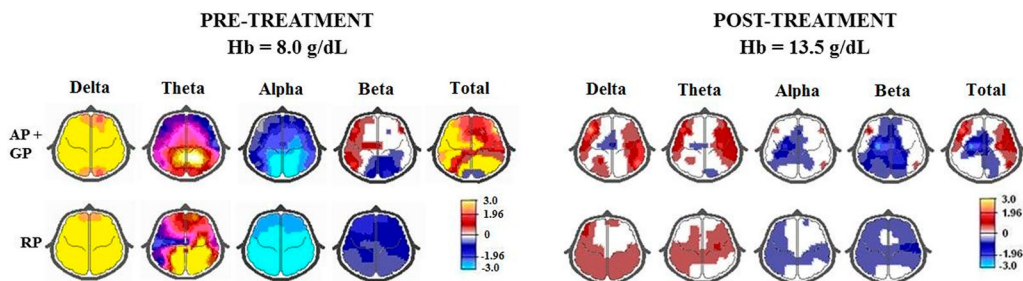 PRE-TREATMENT
Hb = 8.0 g/dL
Delta Theta Alpha Beta Total
AP +
GP
RP
3.0
1.96
0
-1.96
-3.0
POST-TREATMENT
Hb = 13.5 g/dL
Delta Theta Alpha Beta Total
3.0
1.96
0
-1.96
-3.0